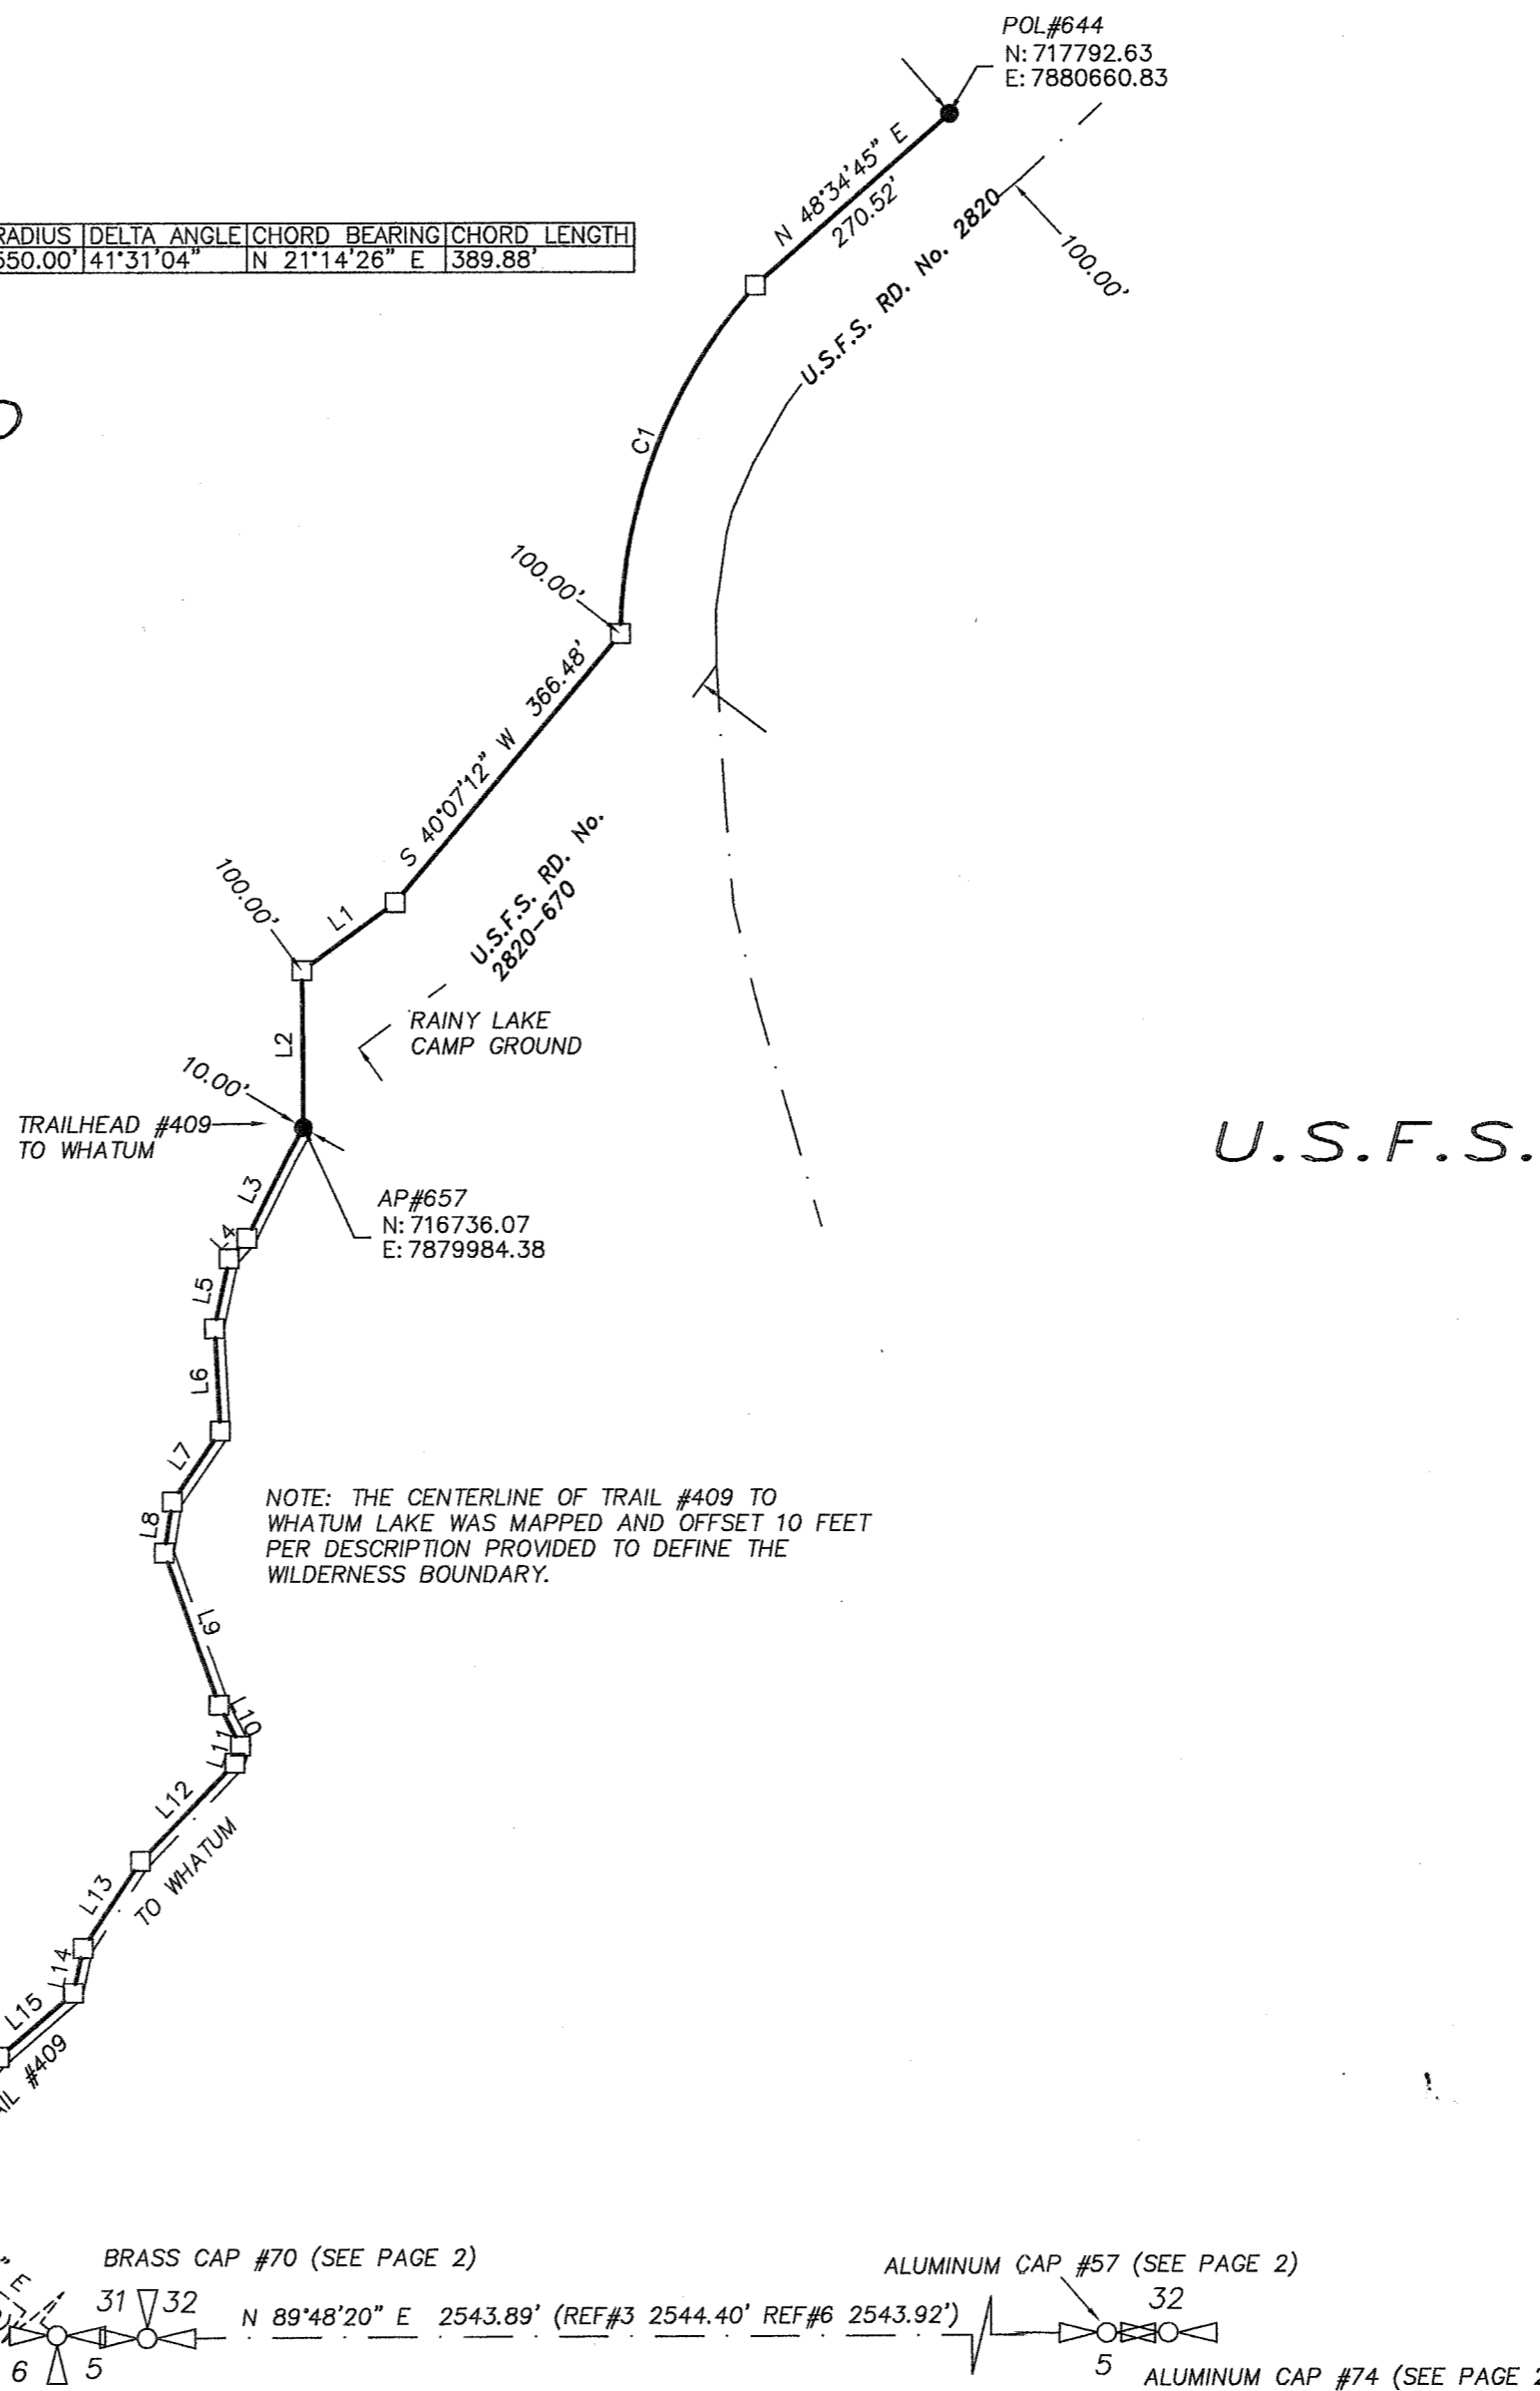 POL#644
N: 717792.63
E: 7880660.83
N 48°34'45" E
270.52'
U.S.F.S. RD. No. 2820
100.00'
RADIUS DELTA ANGLE CHORD BEARING CHORD LENGTH
550.00' 41°31'04" N 21°14'26" E 389.88'
C1
100.00'
S 40°07'12" W 366.48'
U.S.F.S. RD. No.
2820-670
100.00'
L1
L2
RAINY LAKE
CAMP GROUND
10.00'
TRAILHEAD #409
TO WHATUM
U.S.F.S.
L3
AP#657
N: 716736.07
E: 7879984.38
L4
L5
L6
L7
L8
NOTE: THE CENTERLINE OF TRAIL #409 TO
WHATUM LAKE WAS MAPPED AND OFFSET 10 FEET
PER DESCRIPTION PROVIDED TO DEFINE THE
WILDERNESS BOUNDARY.
L9
L10
L11
L12
L13
TO WHATUM
L14
L15
#409
BRASS CAP #70 (SEE PAGE 2)
ALUMINUM CAP #57 (SEE PAGE 2)
" E
31 32
N 89°48'20" E 2543.89' (REF#3 2544.40' REF#6 2543.92')
32
6 5
5
ALUMINUM CAP #74 (SEE PAGE 2